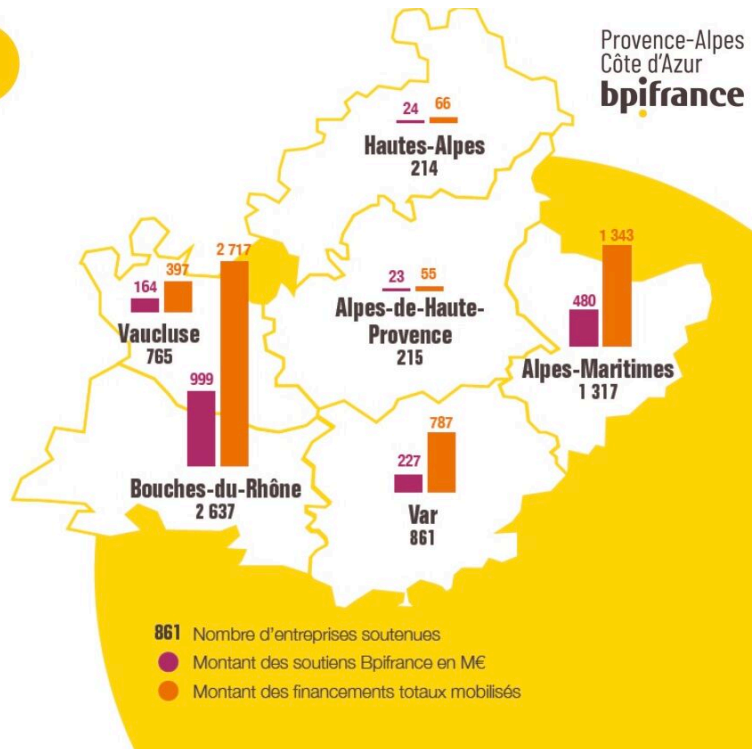 Provence-Alpes
Côte d'Azur
bpifrance
24 66
Hautes-Alpes
214
164 397
Vaucluse
765
23 55
Alpes-de-Haute-
Provence
215
480 1 343
Alpes-Maritimes
1 317
999 2 717
Bouches-du-Rhône
2 637
227 787
Var
861
861 Nombre d'entreprises soutenues
Montant des soutiens Bpifrance en M€
Montant des financements totaux mobilisés